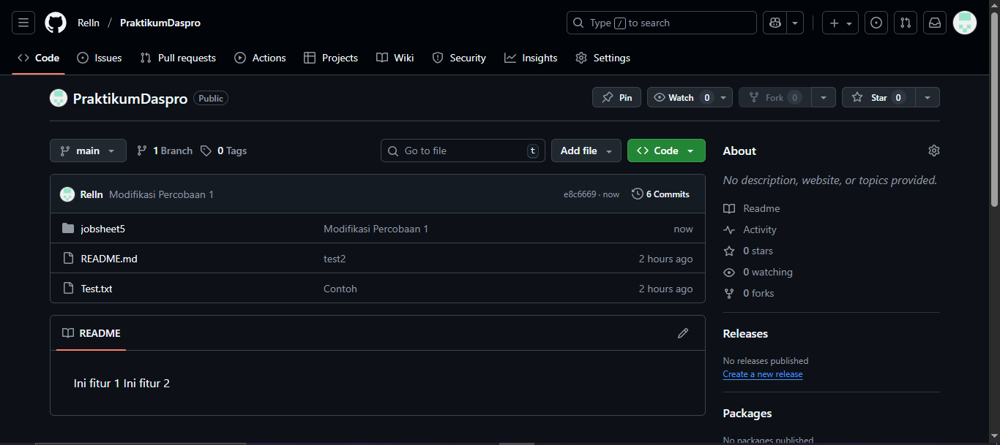 Relln / PraktikumDaspro
Type / to search
Code Issues Pull requests Actions Projects Wiki Security Insights Settings
PraktikumDaspro Public
Pin Watch 0 Fork 0 Star 0
main 1 Branch 0 Tags Go to file t Add file Code
Relln Modifikasi Percobaan 1 e8c6669 · now 6 Commits
jobsheet5 Modifikasi Percobaan 1 now
README.md test2 2 hours ago
Test.txt Contoh 2 hours ago
README
Ini fitur 1 Ini fitur 2
About
No description, website, or topics provided.
Readme
Activity
0 stars
0 watching
0 forks
Releases
No releases published
Create a new release
Packages
No packages published